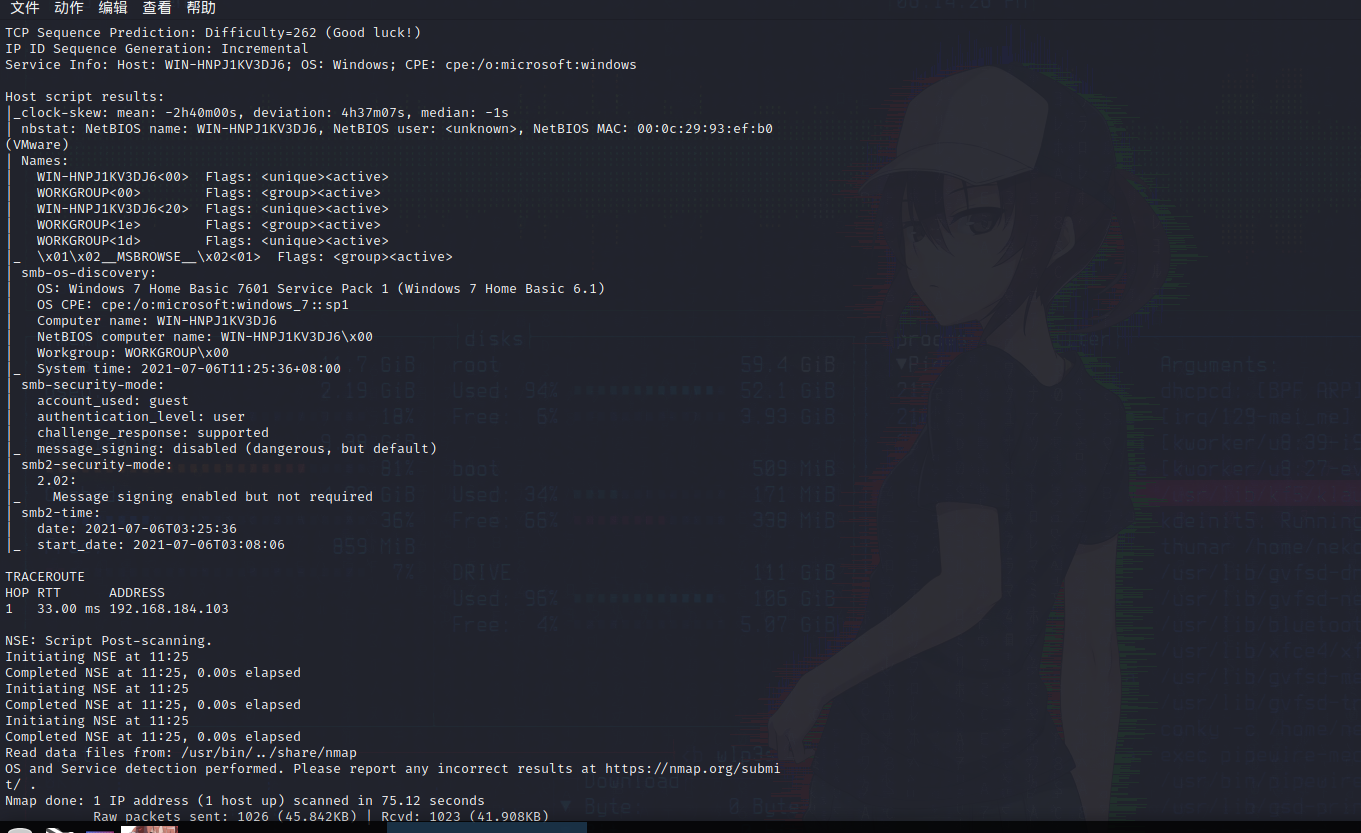 文件 动作 编辑 查看 帮助
TCP Sequence Prediction: Difficulty=262 (Good luck!)
IP ID Sequence Generation: Incremental
Service Info: Host: WIN-HNPJ1KV3DJ6; OS: Windows; CPE: cpe:/o:microsoft:windows
Host script results:
|_clock-skew: mean: -2h40m00s, deviation: 4h37m07s, median: -1s
| nbstat: NetBIOS name: WIN-HNPJ1KV3DJ6, NetBIOS user: <unknown>, NetBIOS MAC: 00:0c:29:93:ef:b0
(VMware)
| Names:
|   WIN-HNPJ1KV3DJ6<00>  Flags: <unique><active>
|   WORKGROUP<00>        Flags: <group><active>
|   WIN-HNPJ1KV3DJ6<20>  Flags: <unique><active>
|   WORKGROUP<1e>        Flags: <group><active>
|   WORKGROUP<1d>        Flags: <unique><active>
|_  \x01\x02__MSBROWSE__\x02<01>  Flags: <group><active>
| smb-os-discovery:
|   OS: Windows 7 Home Basic 7601 Service Pack 1 (Windows 7 Home Basic 6.1)
|   OS CPE: cpe:/o:microsoft:windows_7::sp1
|   Computer name: WIN-HNPJ1KV3DJ6
|   NetBIOS computer name: WIN-HNPJ1KV3DJ6\x00
|   Workgroup: WORKGROUP\x00
|_  System time: 2021-07-06T11:25:36+08:00
| smb-security-mode:
|   account_used: guest
|   authentication_level: user
|   challenge_response: supported
|_  message_signing: disabled (dangerous, but default)
| smb2-security-mode:
|   2.02:
|_    Message signing enabled but not required
| smb2-time:
|   date: 2021-07-06T03:25:36
|_  start_date: 2021-07-06T03:08:06
TRACEROUTE
HOP RTT      ADDRESS
1   33.00 ms 192.168.184.103
NSE: Script Post-scanning.
Initiating NSE at 11:25
Completed NSE at 11:25, 0.00s elapsed
Initiating NSE at 11:25
Completed NSE at 11:25, 0.00s elapsed
Initiating NSE at 11:25
Completed NSE at 11:25, 0.00s elapsed
Read data files from: /usr/bin/../share/nmap
OS and Service detection performed. Please report any incorrect results at https://nmap.org/submi
t/ .
Nmap done: 1 IP address (1 host up) scanned in 75.12 seconds
           Raw packets sent: 1026 (45.842KB) | Rcvd: 1023 (41.908KB)